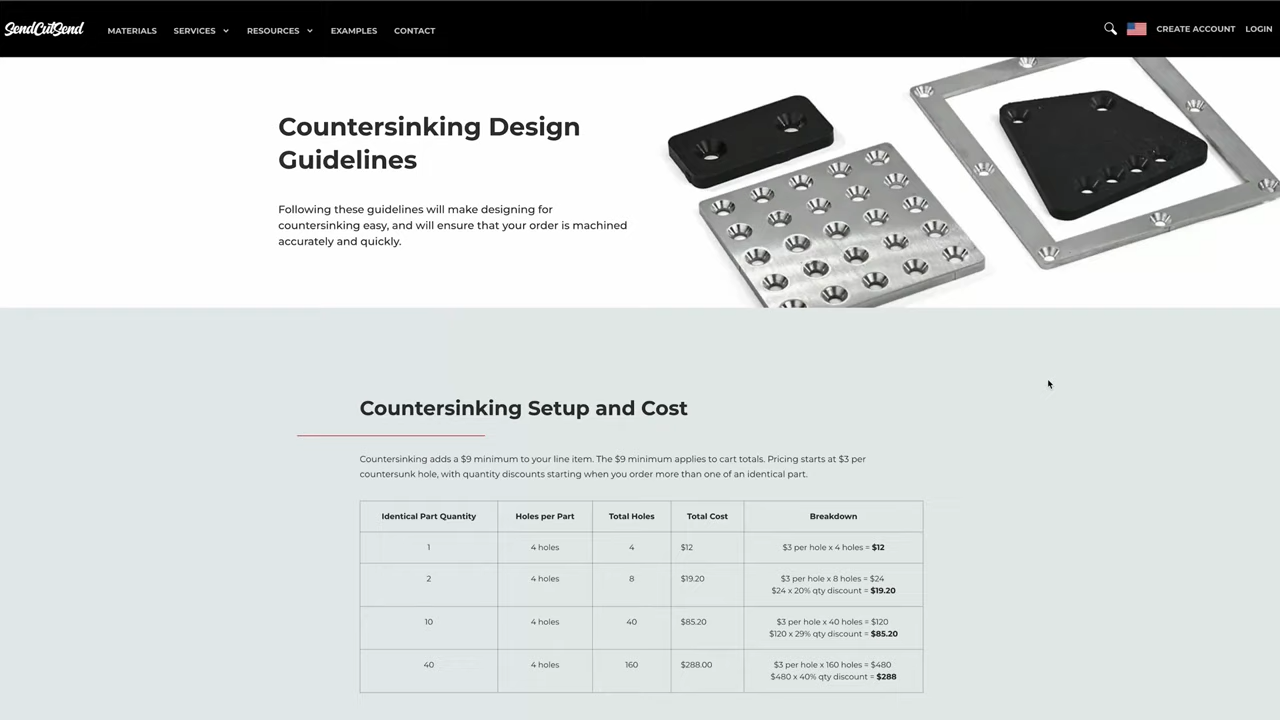 SendCutSend MATERIALS SERVICES RESOURCES EXAMPLES CONTACT CREATE ACCOUNT LOGIN
Countersinking Design
Guidelines
Following these guidelines will make designing for
countersinking easy, and will ensure that your order is machined
accurately and quickly.
Countersinking Setup and Cost
Countersinking adds a $9 minimum to your line item. The $9 minimum applies to cart totals. Pricing starts at $3 per
countersunk hole, with quantity discounts starting when you order more than one of an identical part.
Identical Part Quantity Holes per Part Total Holes Total Cost Breakdown
1 4 holes 4 $12 $3 per hole x 4 holes = $12
2 4 holes 8 $19.20 $3 per hole x 8 holes = $24
$24 x 20% qty discount = $19.20
10 4 holes 40 $85.20 $3 per hole x 40 holes = $120
$120 x 29% qty discount = $85.20
40 4 holes 160 $288.00 $3 per hole x 160 holes = $480
$480 x 40% qty discount = $288